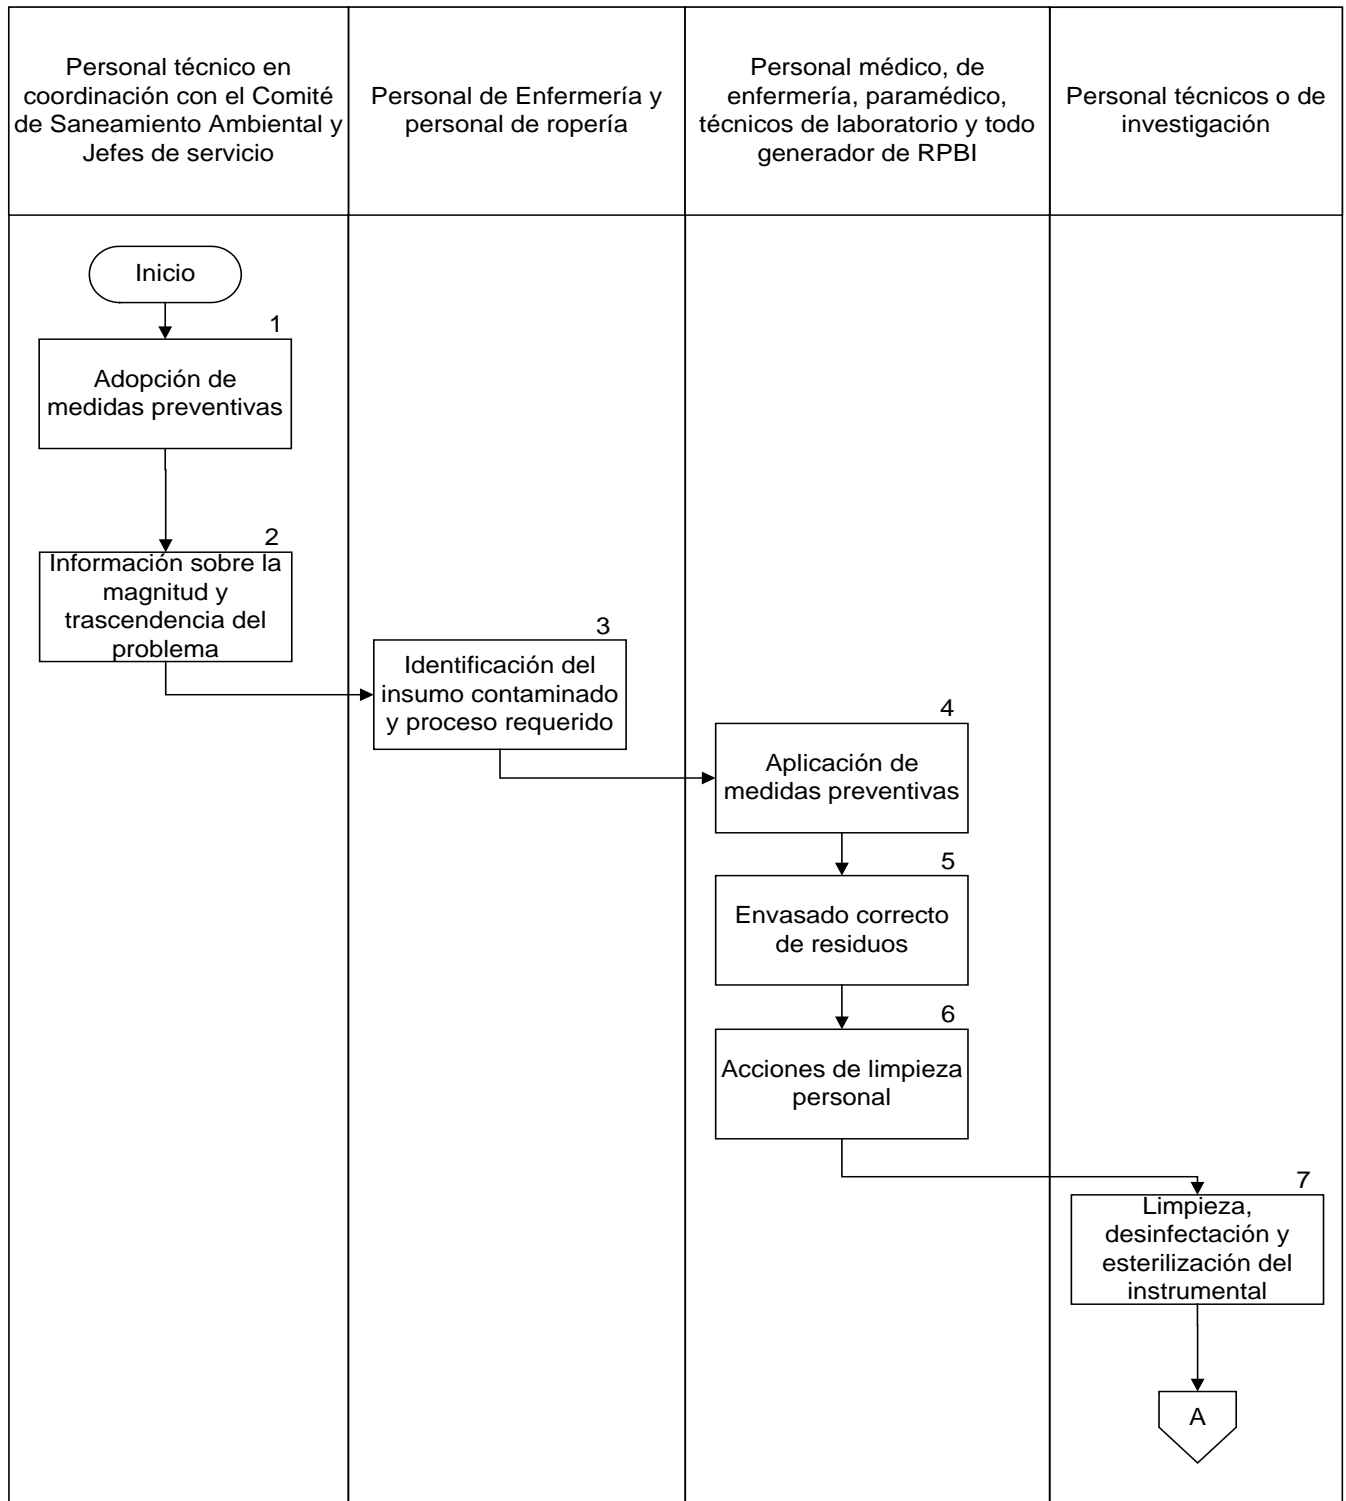 Personal técnico en
coordinación con el Comité
de Saneamiento Ambiental y
Jefes de servicio
Personal de Enfermería y
personal de ropería
Personal médico, de
enfermería, paramédico,
técnicos de laboratorio y todo
generador de RPBI
Personal técnicos o de
investigación
Inicio
1
Adopción de
medidas preventivas
2
Información sobre la
magnitud y
trascendencia del
problema
3
Identificación del
insumo contaminado
y proceso requerido
4
Aplicación de
medidas preventivas
5
Envasado correcto
de residuos
6
Acciones de limpieza
personal
7
Limpieza,
desinfectación y
esterilización del
instrumental
A